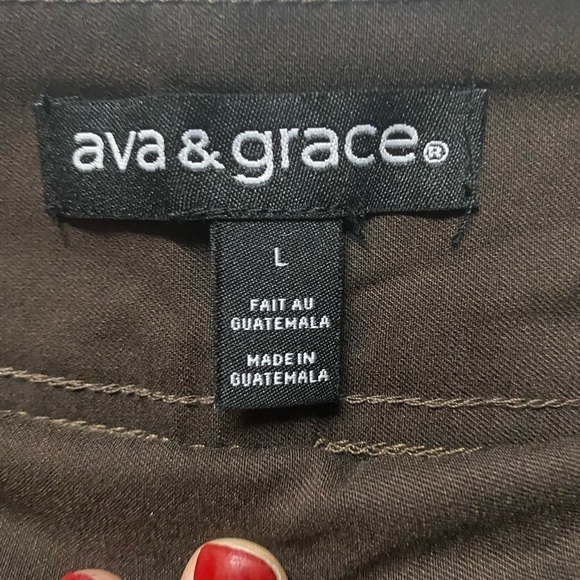 ava & grace®
L
FAIT AU
GUATEMALA
MADE IN
GUATEMALA